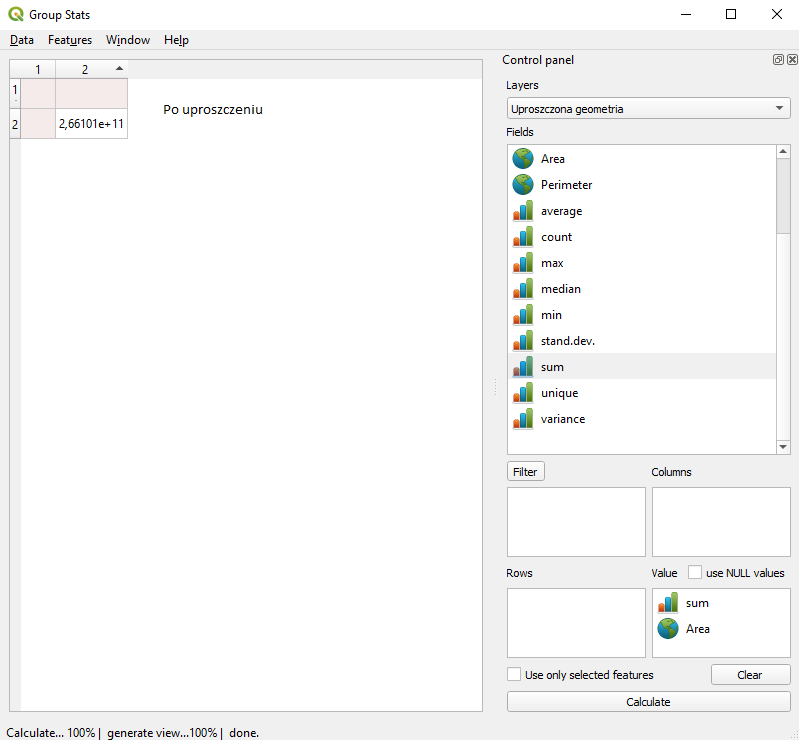 Group Stats
Data Features Window Help
1 2
1
2 2,66101e+11
Po uproszczeniu
Control panel
Layers
Uproszczona geometria
Fields
Area
Perimeter
average
count
max
median
min
stand.dev.
sum
unique
variance
Filter Columns
Rows Value use NULL values
sum
Area
Use only selected features Clear
Calculate
Calculate... 100% | generate view...100% | done.